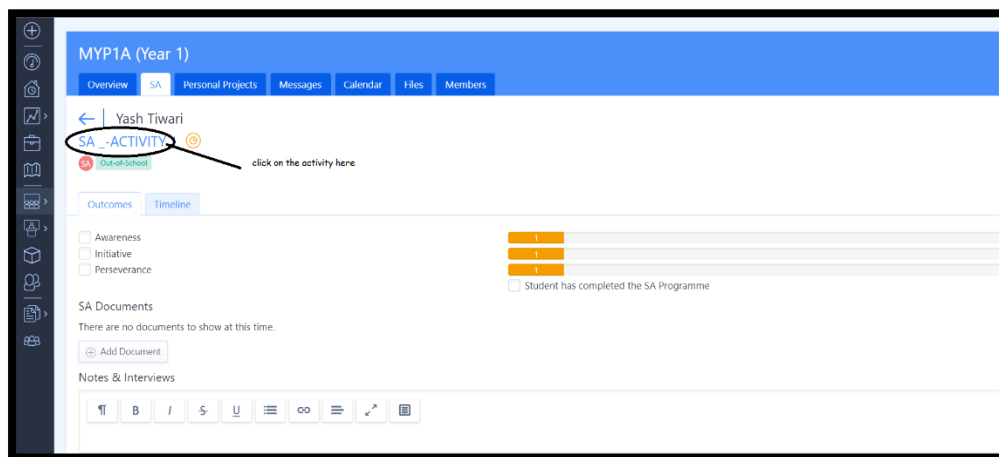 MYP1A (Year 1)
Overview SA Personal Projects Messages Calendar Files Members
Yash Tiwari
SA _-ACTIVITY
SA Out-of-School
click on the activity here
Outcomes Timeline
Awareness 1
Initiative 1
Perseverance 1
Student has completed the SA Programme
SA Documents
There are no documents to show at this time.
Add Document
Notes & Interviews
¶ B I S U